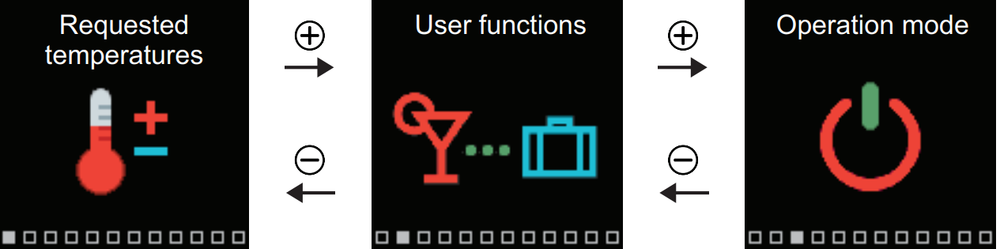 Requested
temperatures
User functions
Operation mode